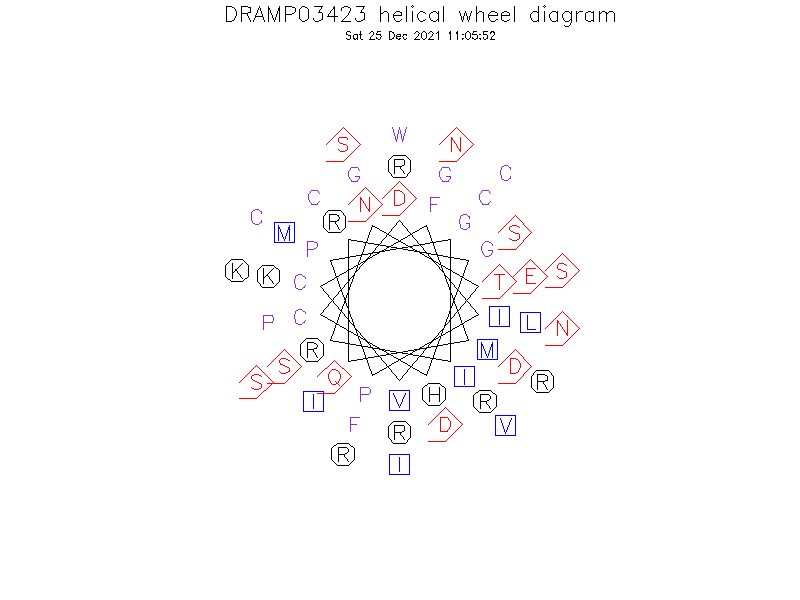 DRAMP03423 helical wheel diagram
Sat 25 Dec 2021 11:05:52
W
S N
R
G G C
C C
N D F
C M R G S
P G
K K C T E S
P C I L N
R M
S S Q I D R
I P V H R
F R D V
R I